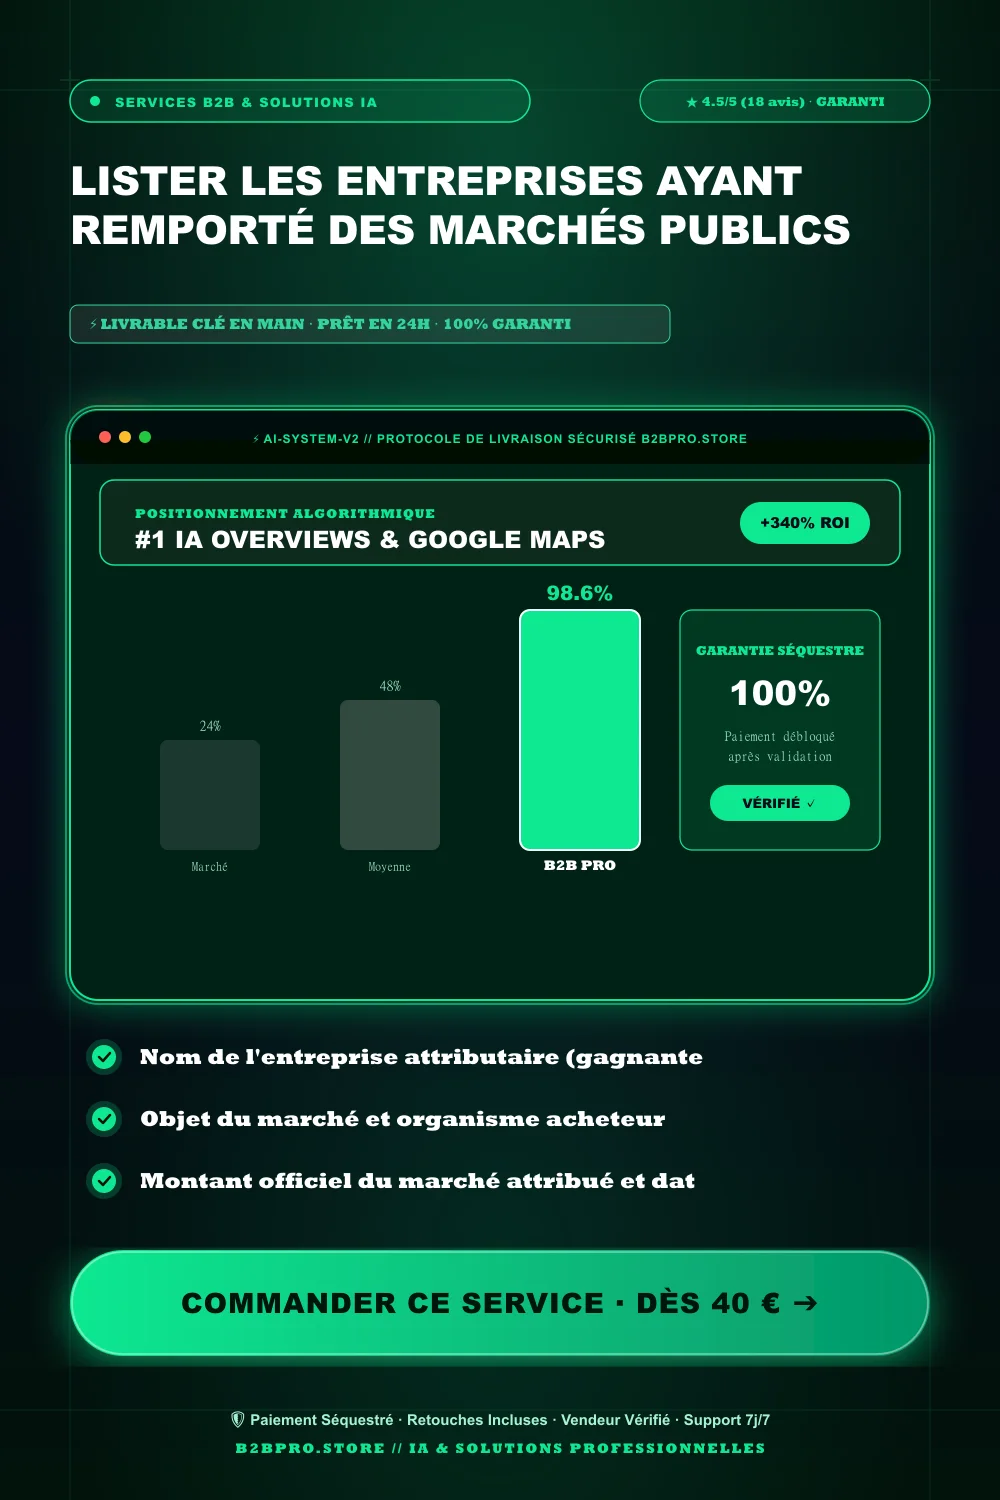 SERVICES B2B & SOLUTIONS IA
★ 4.5/5 (18 avis) · GARANTI
LISTER LES ENTREPRISES AYANT
REMPORTÉ DES MARCHÉS PUBLICS
⚡ LIVRABLE CLÉ EN MAIN · PRÊT EN 24H · 100% GARANTI
⚡ AI-SYSTEM-V2 // PROTOCOLE DE LIVRAISON SÉCURISÉ B2BPRO.STORE
POSITIONNEMENT ALGORITHMIQUE
#1 IA OVERVIEWS & GOOGLE MAPS
+340% ROI
24%
Marché
48%
Moyenne
98.6%
B2B PRO
GARANTIE SÉQUESTRE
100%
Paiement débloqué
après validation
VÉRIFIÉ ✓
Nom de l'entreprise attributaire (gagnante
Objet du marché et organisme acheteur
Montant officiel du marché attribué et dat
COMMANDER CE SERVICE · DÈS 40 € →
🛡 Paiement Séquestré · Retouches Incluses · Vendeur Vérifié · Support 7j/7
B2BPRO.STORE // IA & SOLUTIONS PROFESSIONNELLES